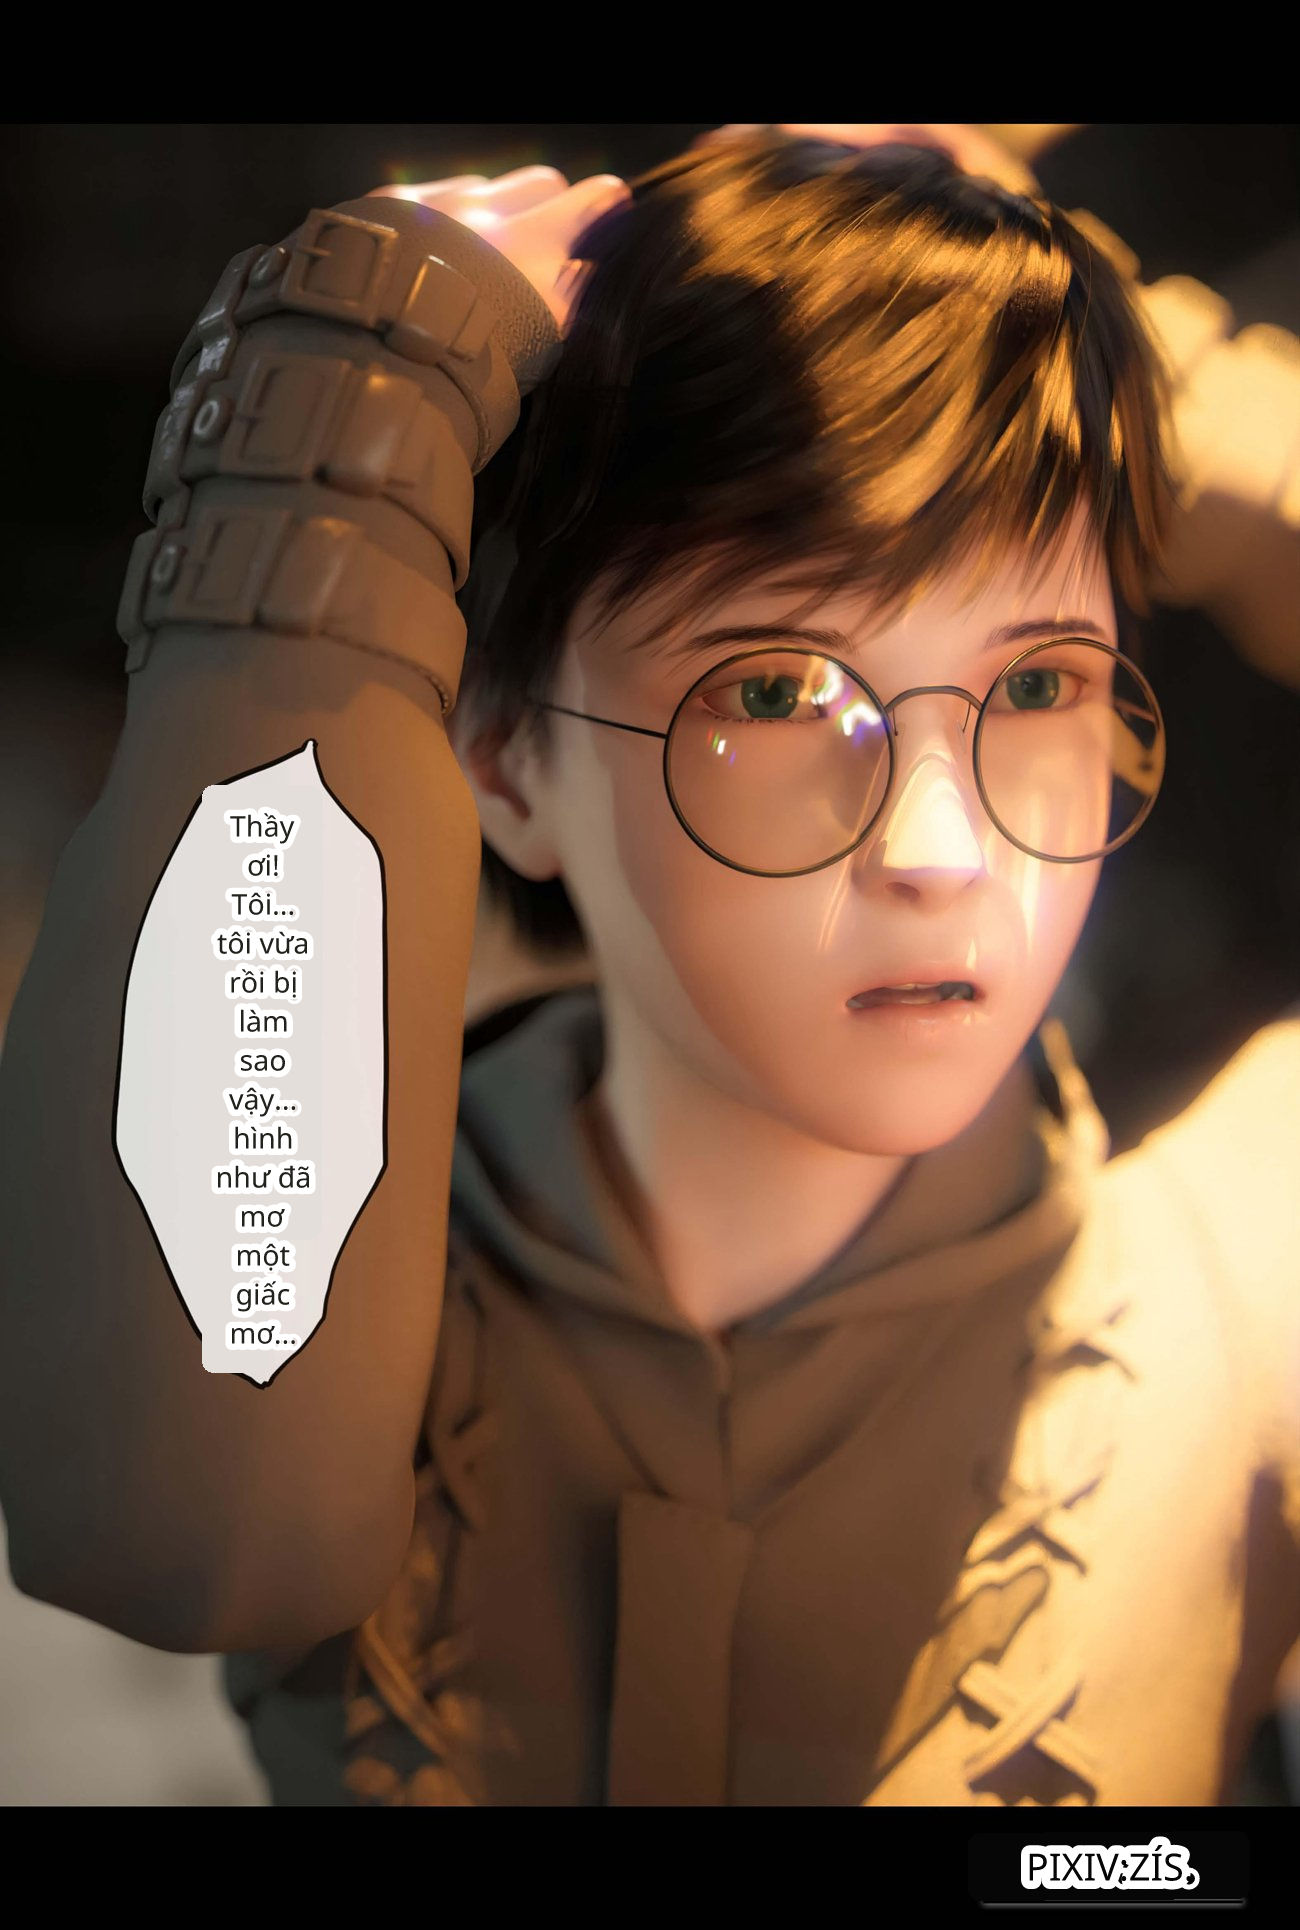 Thầy
ơi!
Tôi...
tôi vừa
rồi bị
làm
sao
vậy...
hình
như đã
mơ
một
giấc
mơ...
PIXIV:ZÍS,